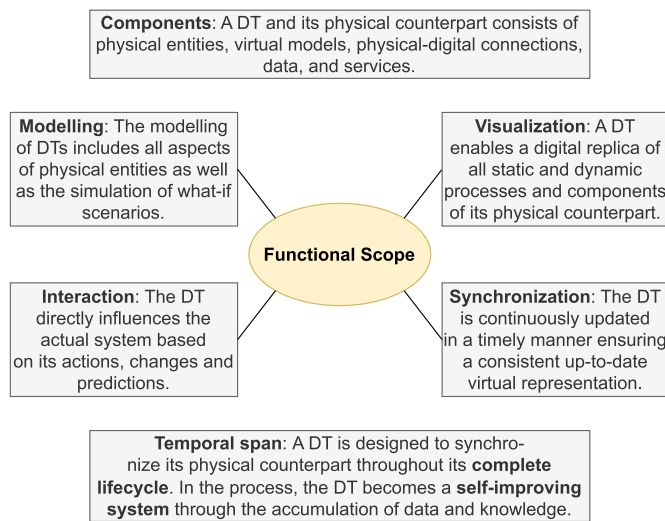 Components: A DT and its physical counterpart consists of
physical entities, virtual models, physical-digital connections,
data, and services.
Modelling: The modelling
of DTs includes all aspects
of physical entities as well
as the simulation of what-if
scenarios.
Visualization: A DT
enables a digital replica of
all static and dynamic
processes and components
of its physical counterpart.
Functional Scope
Interaction: The DT
directly influences the
actual system based
on its actions, changes and
predictions.
Synchronization: The DT
is continuously updated
in a timely manner ensuring
a consistent up-to-date
virtual representation.
Temporal span: A DT is designed to synchro-
nize its physical counterpart throughout its complete
lifecycle. In the process, the DT becomes a self-improving
system through the accumulation of data and knowledge.